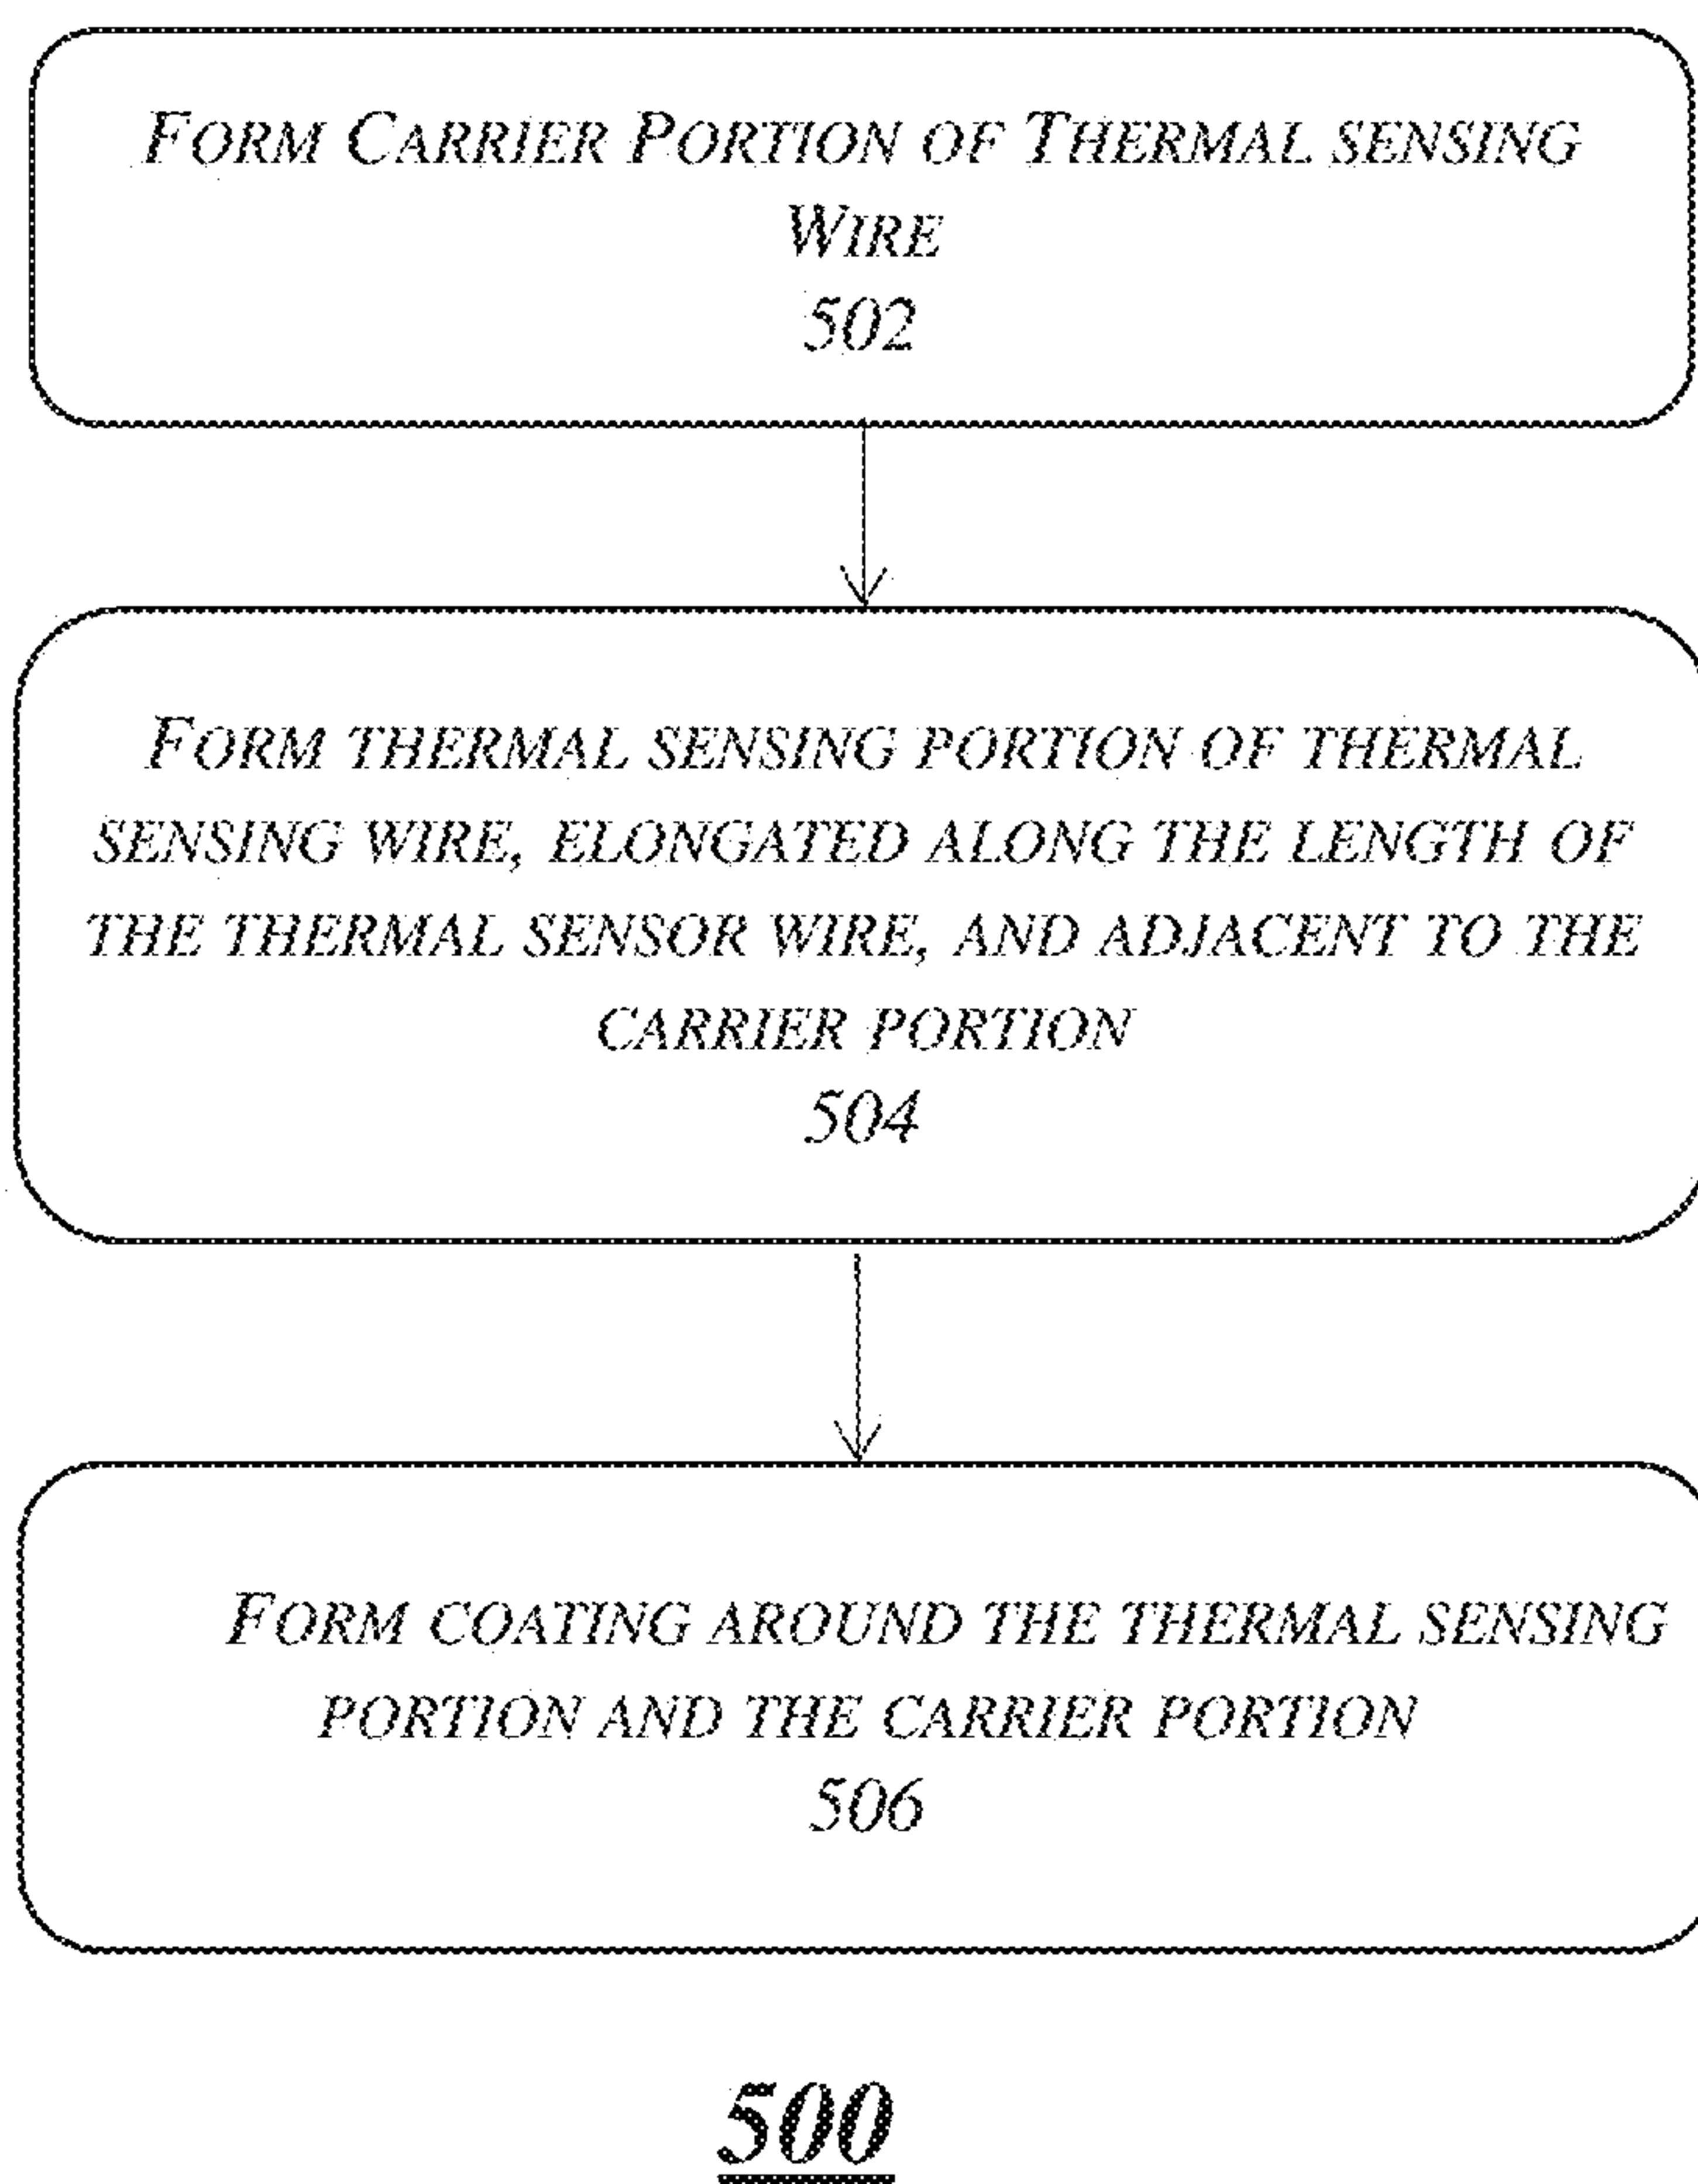 FORM CARRIER PORTION OF THERMAL SENSING
WIRE
502
FORM THERMAL SENSING PORTION OF THERMAL
SENSING WIRE, ELONGATED ALONG THE LENGTH OF
THE THERMAL SENSOR WIRE, AND ADJACENT TO THE
CARRIER PORTION
504
FORM COATING AROUND THE THERMAL SENSING
PORTION AND THE CARRIER PORTION
506
500